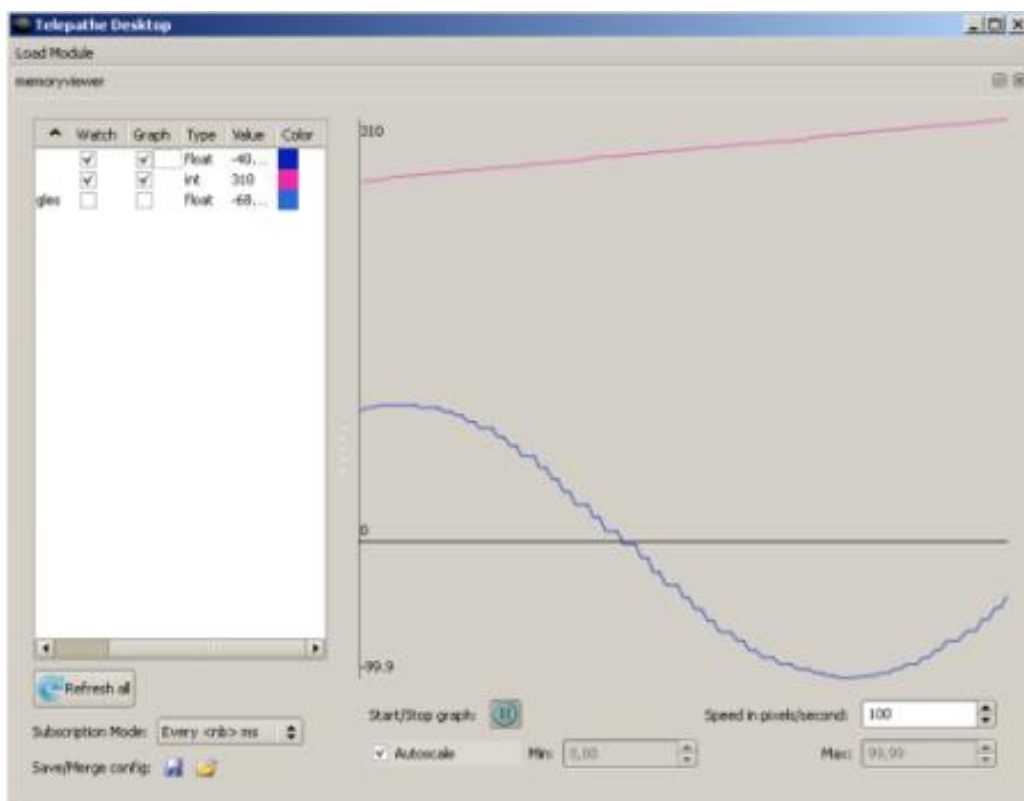 Telepathe Desktop
Load Module
memoryviewer
Watch Graph Type Value Color
float -40,...
int 310
gles float -68,...
310
0
-99.9
Refresh all
Subscription Mode: Every <nb> ms
Save/Merge config:
Start/Stop graph:
Speed in pixels/second: 100
Autoscale Min: 0,00 Max: 99,99